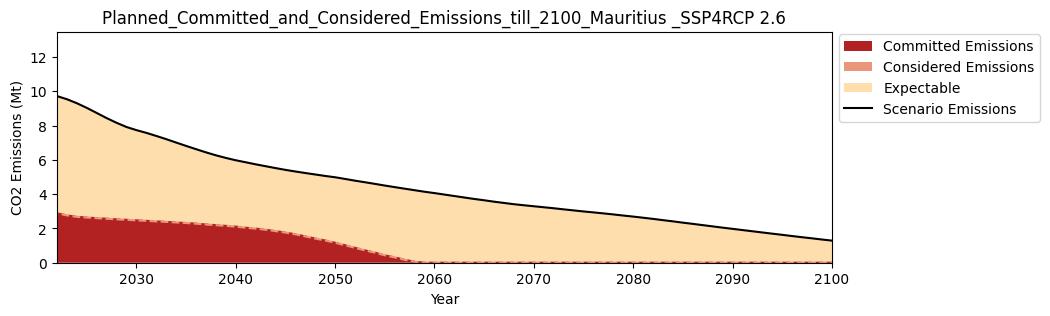 Planned_Committed_and_Considered_Emissions_till_2100_Mauritius _SSP4RCP 2.6
CO2 Emissions (Mt)
12
10
8
6
4
2
0
2030 2040 2050 2060 2070 2080 2090 2100
Year
Committed Emissions
Considered Emissions
Expectable
Scenario Emissions